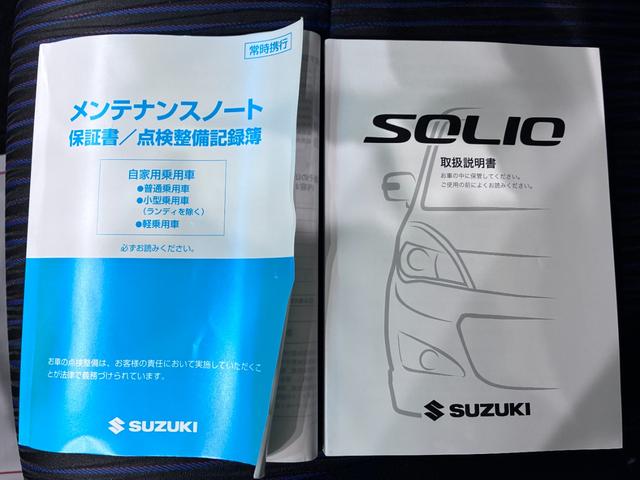 常時携行
メンテナンスノート
保証書／点検整備記録簿
自家用乗用車
●普通乗用車
●小型乗用車
（ランディを除く）
●軽乗用車
必ずお読みください。
お車の点検整備は、お客様の責任において実施していただくこ
とが法律で義務づけられています。
SUZUKI
SOLIO
取扱説明書
お車の中に保管してください。
ご使用の前によくお読みください。
SUZUKI